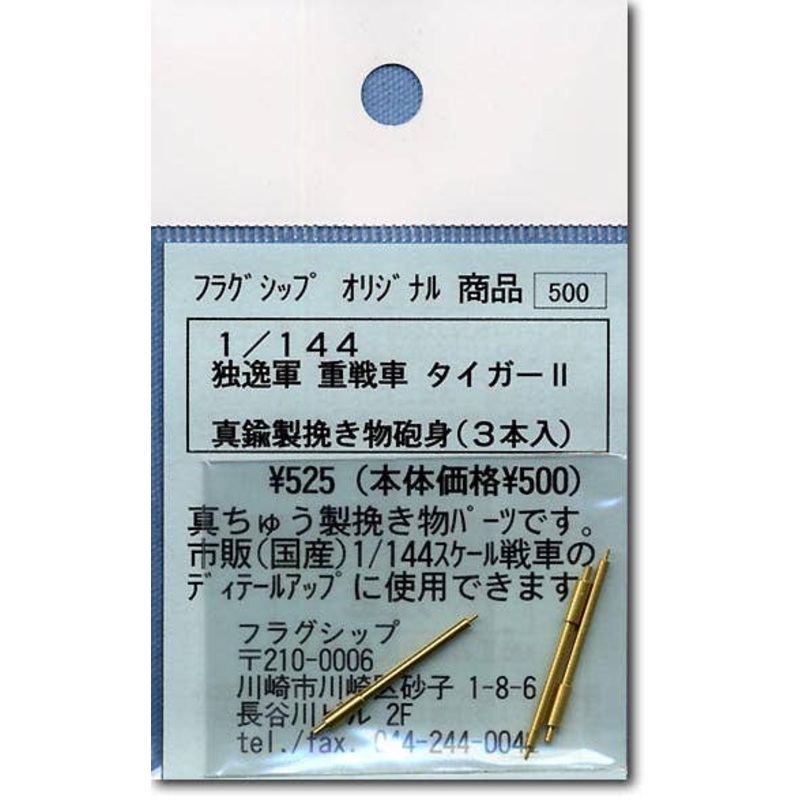 フラグシップ オリジナル 商品 500
1/144
独逸軍 重戦車 タイガーⅡ
真鍮製挽き物砲身(3本入)
¥525 (本体価格¥500)
真ちゅう製挽き物パーツです。
市販(国産)1/144スケール戦車の
ディテールアップに使用できます
フラグシップ
〒210-0006
川崎市川崎区砂子 1-8-6
長谷川ビル 2F
tel./fax. 044-244-004